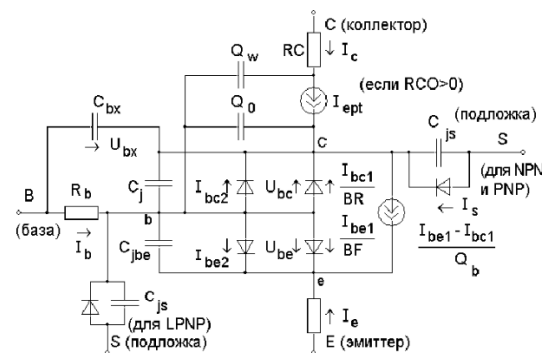 C (коллектор)
RC
I_c
Q_w
(если RCO>0)
Q_0
I_ept
C_bx
(подложка)
U_bx
C
C_js
S
B
R_b
C_j
I_bc2
U_bc
I_bc1
BR
(для NPN
и PNP)
b
I_s
(база)
I_b
C_jbe
I_be2
U_be
I_be1
BF
I_be1 - I_bc1
Q_b
e
C_js
(для LPNP)
I_e
S (подложка)
E (эмиттер)